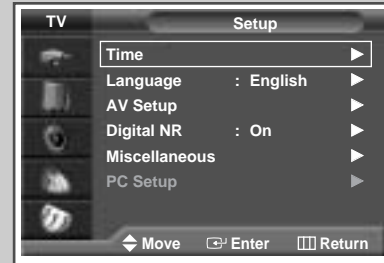 TV Setup
Time
Language : English
AV Setup
Digital NR : On
Miscellaneous
PC Setup
Move Enter Return